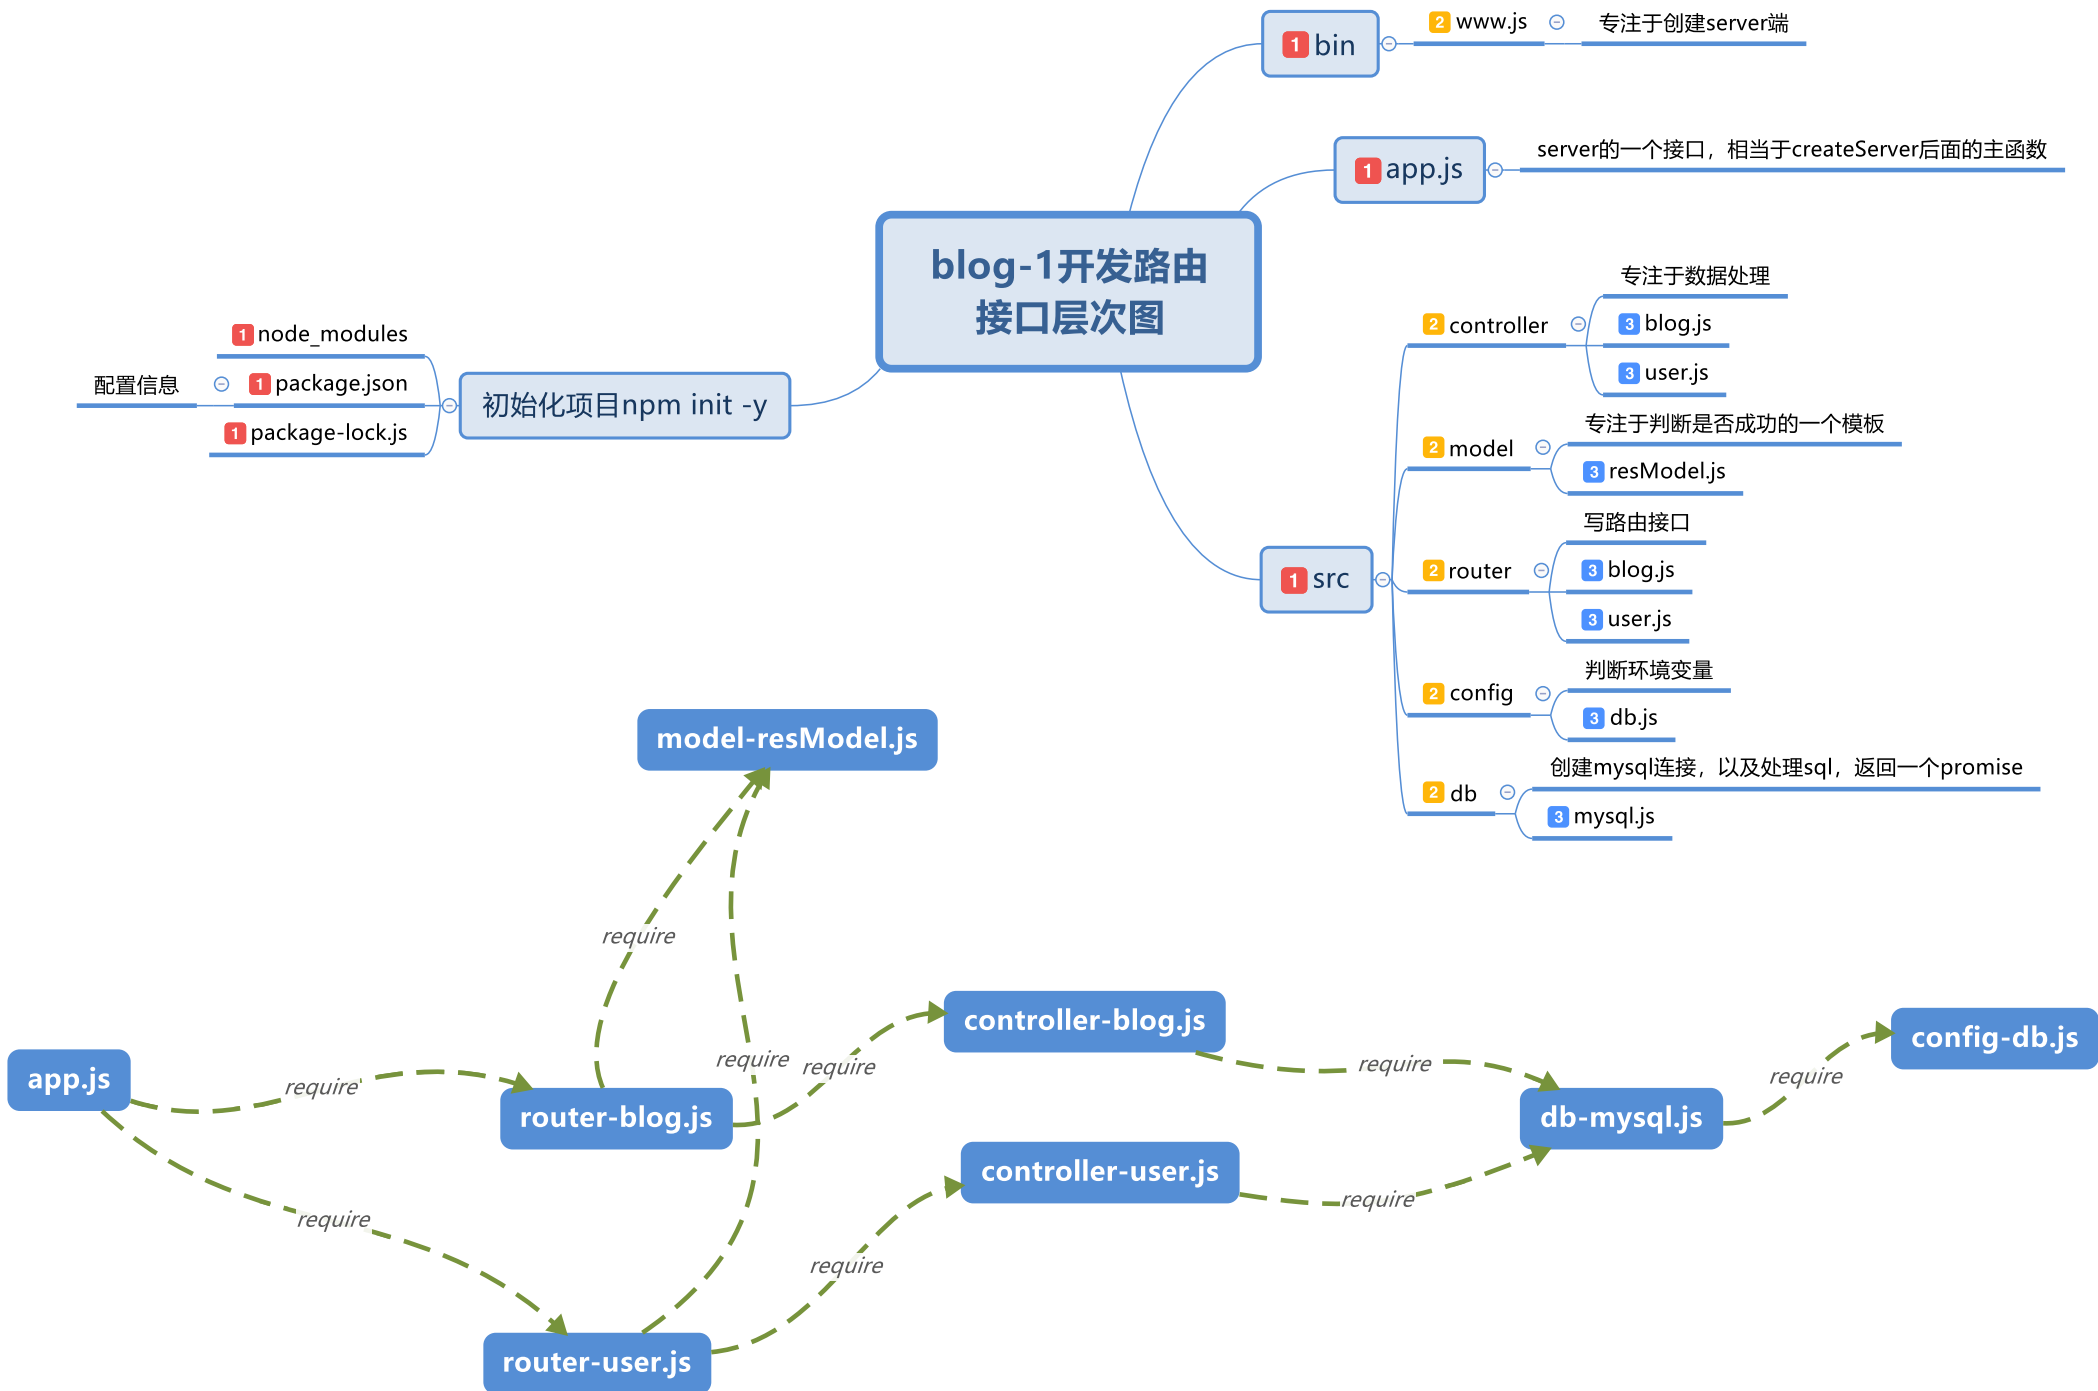 1 bin
2 www.js
专注于创建server端
1 app.js
server的一个接口，相当于createServer后面的主函数
blog-1开发路由
接口层次图
初始化项目npm init -y
1 node_modules
1 package.json
配置信息
1 package-lock.js
1 src
2 controller
专注于数据处理
3 blog.js
3 user.js
2 model
专注于判断是否成功的一个模板
3 resModel.js
2 router
写路由接口
3 blog.js
3 user.js
2 config
判断环境变量
3 db.js
2 db
创建mysql连接，以及处理sql，返回一个promise
3 mysql.js
model-resModel.js
require
require
require
controller-blog.js
require
config-db.js
require
app.js
require
router-blog.js
db-mysql.js
controller-user.js
require
require
require
router-user.js